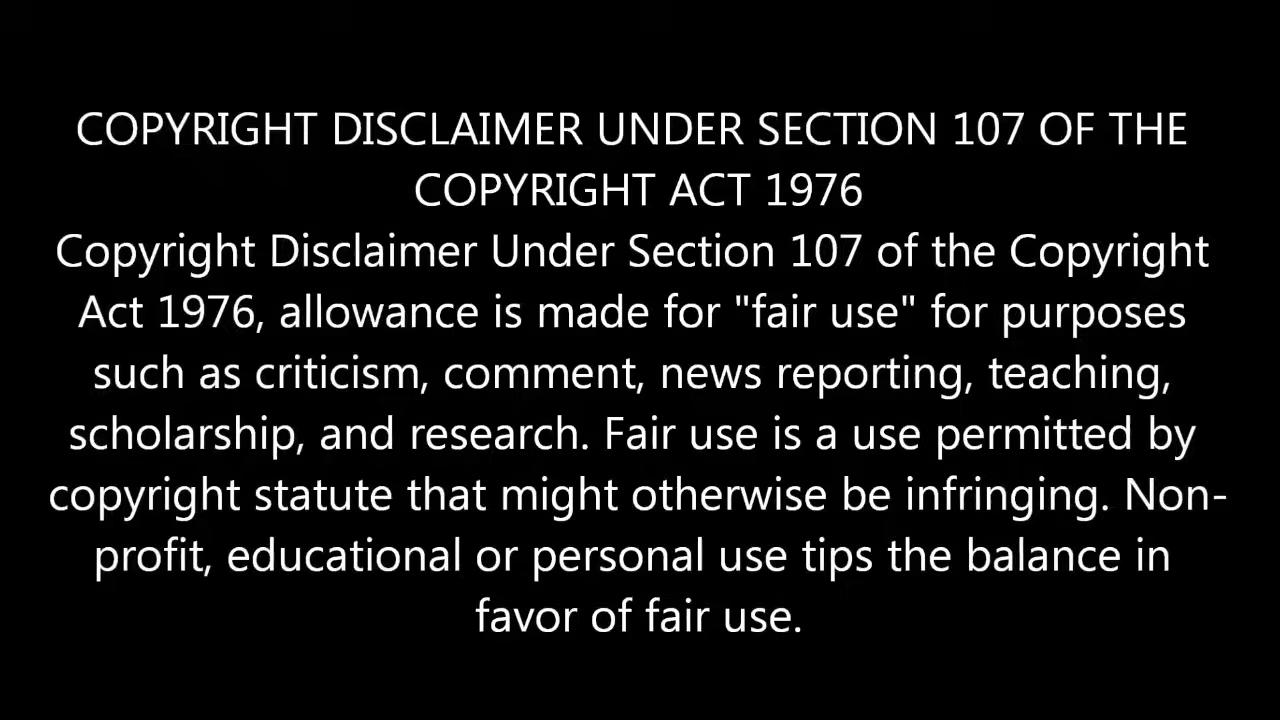 COPYRIGHT DISCLAIMER UNDER SECTION 107 OF THE
COPYRIGHT ACT 1976
Copyright Disclaimer Under Section 107 of the Copyright
Act 1976, allowance is made for "fair use" for purposes
such as criticism, comment, news reporting, teaching,
scholarship, and research. Fair use is a use permitted by
copyright statute that might otherwise be infringing. Non-
profit, educational or personal use tips the balance in
favor of fair use.